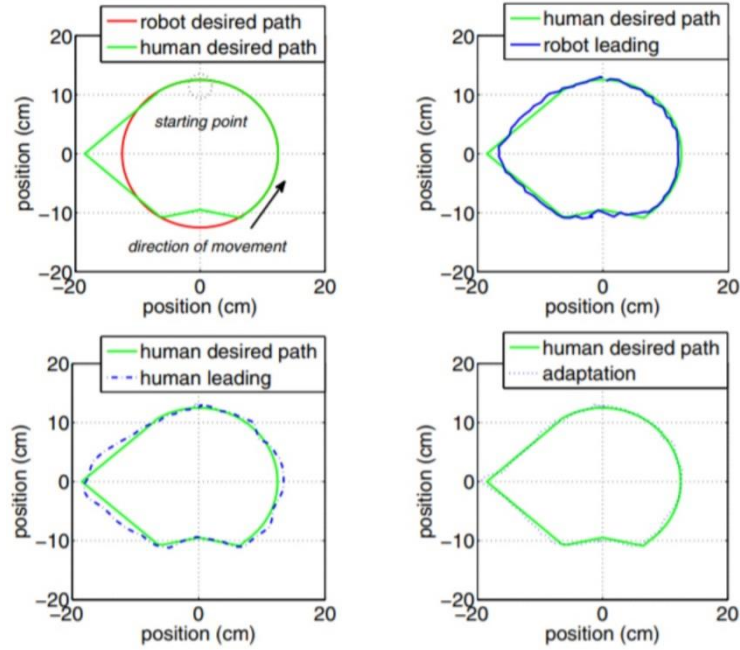 robot desired path
human desired path
20
10
0
−10
−20
−20
0
20
position (cm)
position (cm)
starting point
direction of movement
human desired path
robot leading
20
10
0
−10
−20
−20
0
20
position (cm)
position (cm)
human desired path
human leading
20
10
0
−10
−20
−20
0
20
position (cm)
position (cm)
human desired path
adaptation
20
10
0
−10
−20
−20
0
20
position (cm)
position (cm)